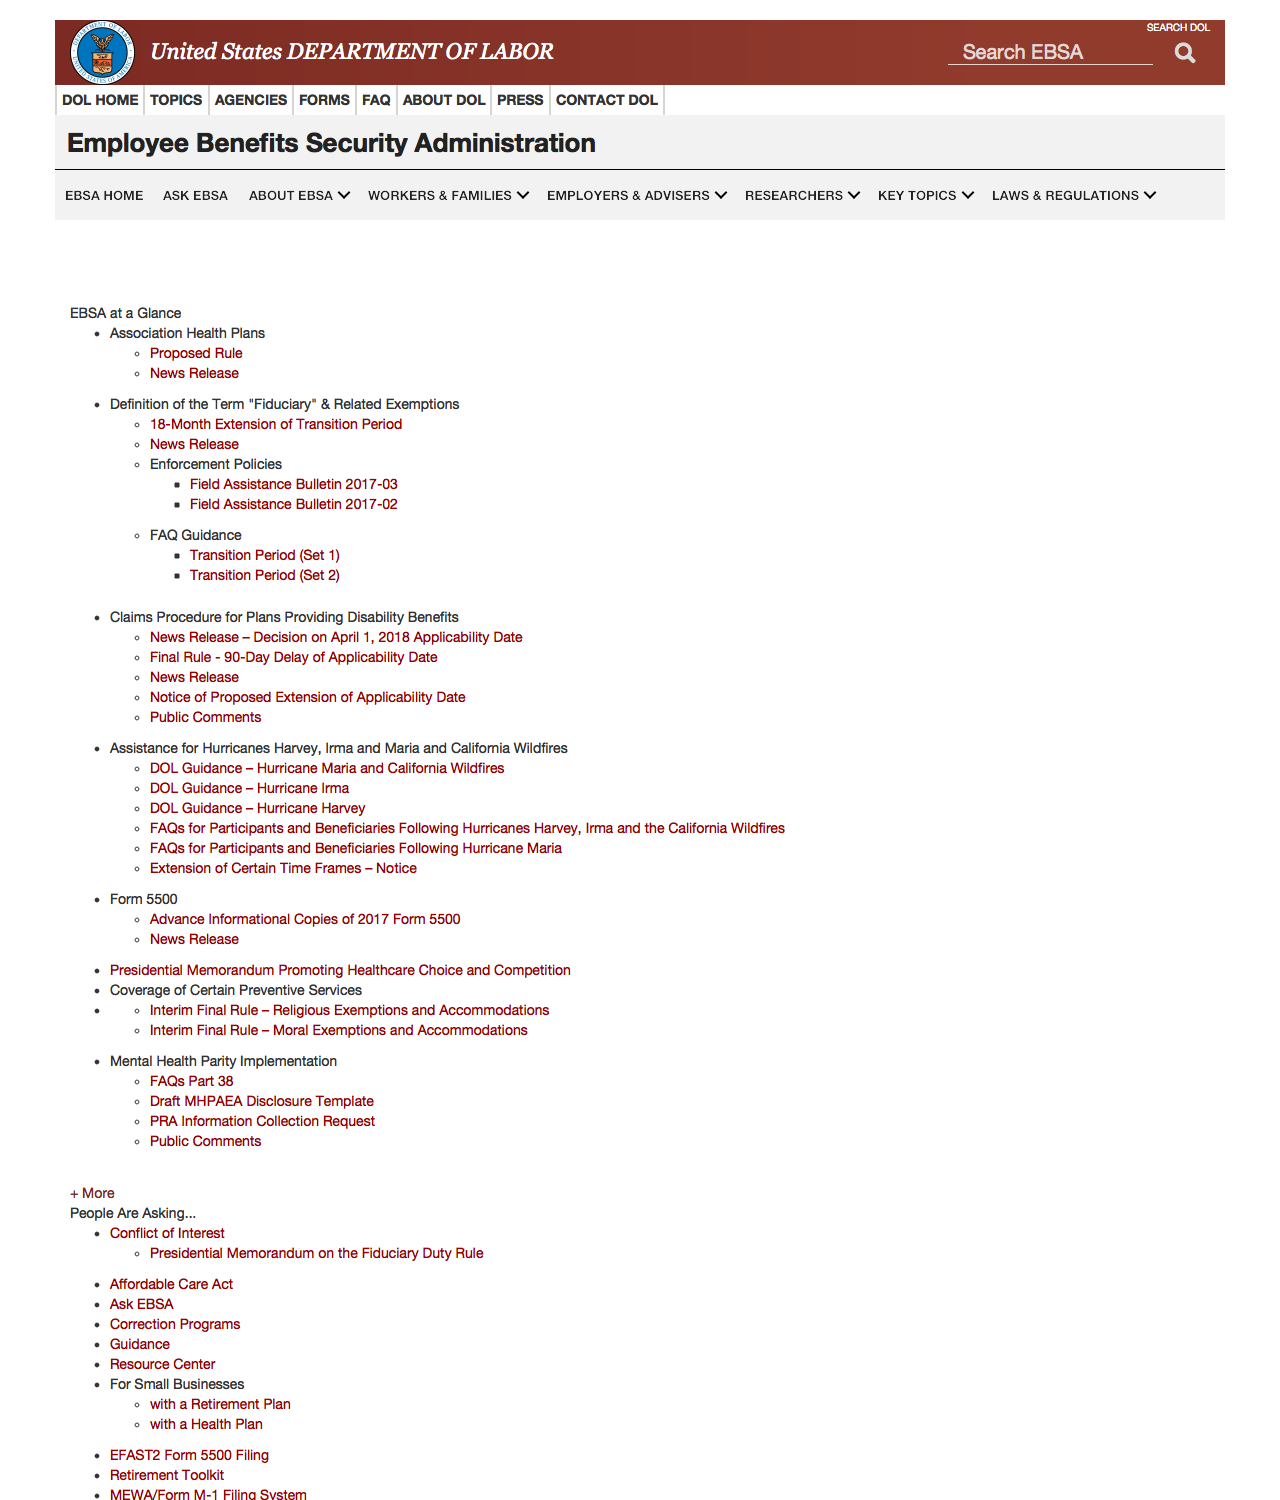 SEARCH DOL
United States DEPARTMENT OF LABOR
Search EBSA
DOL HOME TOPICS AGENCIES FORMS FAQ ABOUT DOL PRESS CONTACT DOL
Employee Benefits Security Administration
EBSA HOME ASK EBSA ABOUT EBSA WORKERS & FAMILIES EMPLOYERS & ADVISERS RESEARCHERS KEY TOPICS LAWS & REGULATIONS
EBSA at a Glance
Association Health Plans
Proposed Rule
News Release
Definition of the Term "Fiduciary" & Related Exemptions
18-Month Extension of Transition Period
News Release
Enforcement Policies
Field Assistance Bulletin 2017-03
Field Assistance Bulletin 2017-02
FAQ Guidance
Transition Period (Set 1)
Transition Period (Set 2)
Claims Procedure for Plans Providing Disability Benefits
News Release – Decision on April 1, 2018 Applicability Date
Final Rule - 90-Day Delay of Applicability Date
News Release
Notice of Proposed Extension of Applicability Date
Public Comments
Assistance for Hurricanes Harvey, Irma and Maria and California Wildfires
DOL Guidance – Hurricane Maria and California Wildfires
DOL Guidance – Hurricane Irma
DOL Guidance – Hurricane Harvey
FAQs for Participants and Beneficiaries Following Hurricanes Harvey, Irma and the California Wildfires
FAQs for Participants and Beneficiaries Following Hurricane Maria
Extension of Certain Time Frames – Notice
Form 5500
Advance Informational Copies of 2017 Form 5500
News Release
Presidential Memorandum Promoting Healthcare Choice and Competition
Coverage of Certain Preventive Services
Interim Final Rule – Religious Exemptions and Accommodations
Interim Final Rule – Moral Exemptions and Accommodations
Mental Health Parity Implementation
FAQs Part 38
Draft MHPAEA Disclosure Template
PRA Information Collection Request
Public Comments
+ More
People Are Asking...
Conflict of Interest
Presidential Memorandum on the Fiduciary Duty Rule
Affordable Care Act
Ask EBSA
Correction Programs
Guidance
Resource Center
For Small Businesses
with a Retirement Plan
with a Health Plan
EFAST2 Form 5500 Filing
Retirement Toolkit
MEWA/Form M-1 Filing System